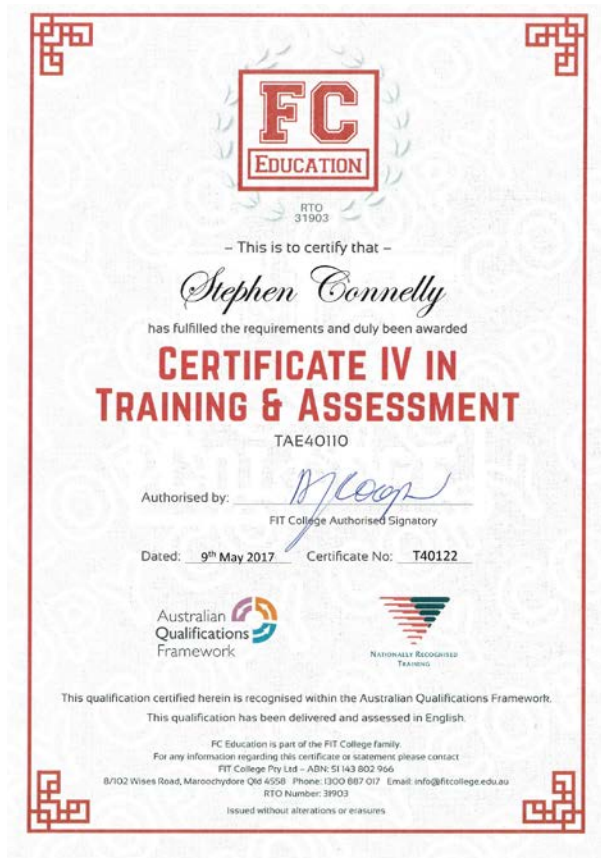 FC
EDUCATION
RTO
31903
– This is to certify that –
Stephen Connelly
has fulfilled the requirements and duly been awarded
CERTIFICATE IV IN
TRAINING & ASSESSMENT
TAE40110
Authorised by:
FIT College Authorised Signatory
Dated: 9th May 2017 Certificate No: T40122
Australian
Qualifications
Framework
NATIONALLY RECOGNISED
TRAINING
This qualification certified herein is recognised within the Australian Qualifications Framework.
This qualification has been delivered and assessed in English.
FC Education is part of the FIT College family.
For any information regarding this certificate or statement please contact
FIT College Pty Ltd – ABN: 51 143 802 966
8/102 Wises Road, Maroochydore Qld 4558 Phone: 1300 887 017 Email: info@fitcollege.edu.au
RTO Number: 31903
Issued without alterations or erasures